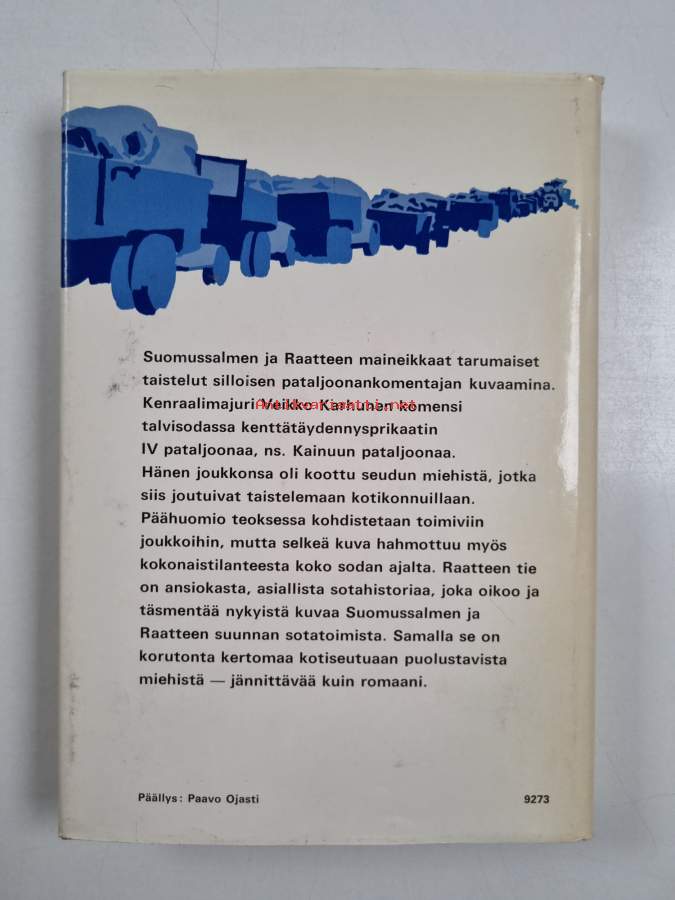 Suomussalmen ja Raatteen maineikkaat tarumaiset
taistelut silloisen pataljoonankomentajan kuvaamina.
Kenraalimajuri Veikko Karhunen komensi
talvisodassa kenttätäydennysprikaatin
IV pataljoonaa, ns. Kainuun pataljoonaa.
Hänen joukkonsa oli koottu seudun miehistä, jotka
siis joutuivat taistelemaan kotikonnuillaan.
Päähuomio teoksessa kohdistetaan toimiviin
joukkoihin, mutta selkeä kuva hahmottuu myös
kokonaistilanteesta koko sodan ajalta. Raatteen tie
on ansiokasta, asiallista sotahistoriaa, joka oikoo ja
täsmentää nykyistä kuvaa Suomussalmen ja
Raatteen suunnan sotatoimista. Samalla se on
korutonta kertomaa kotiseutuaan puolustavista
miehistä — jännittävää kuin romaani.
Päällys: Paavo Ojasti 9273